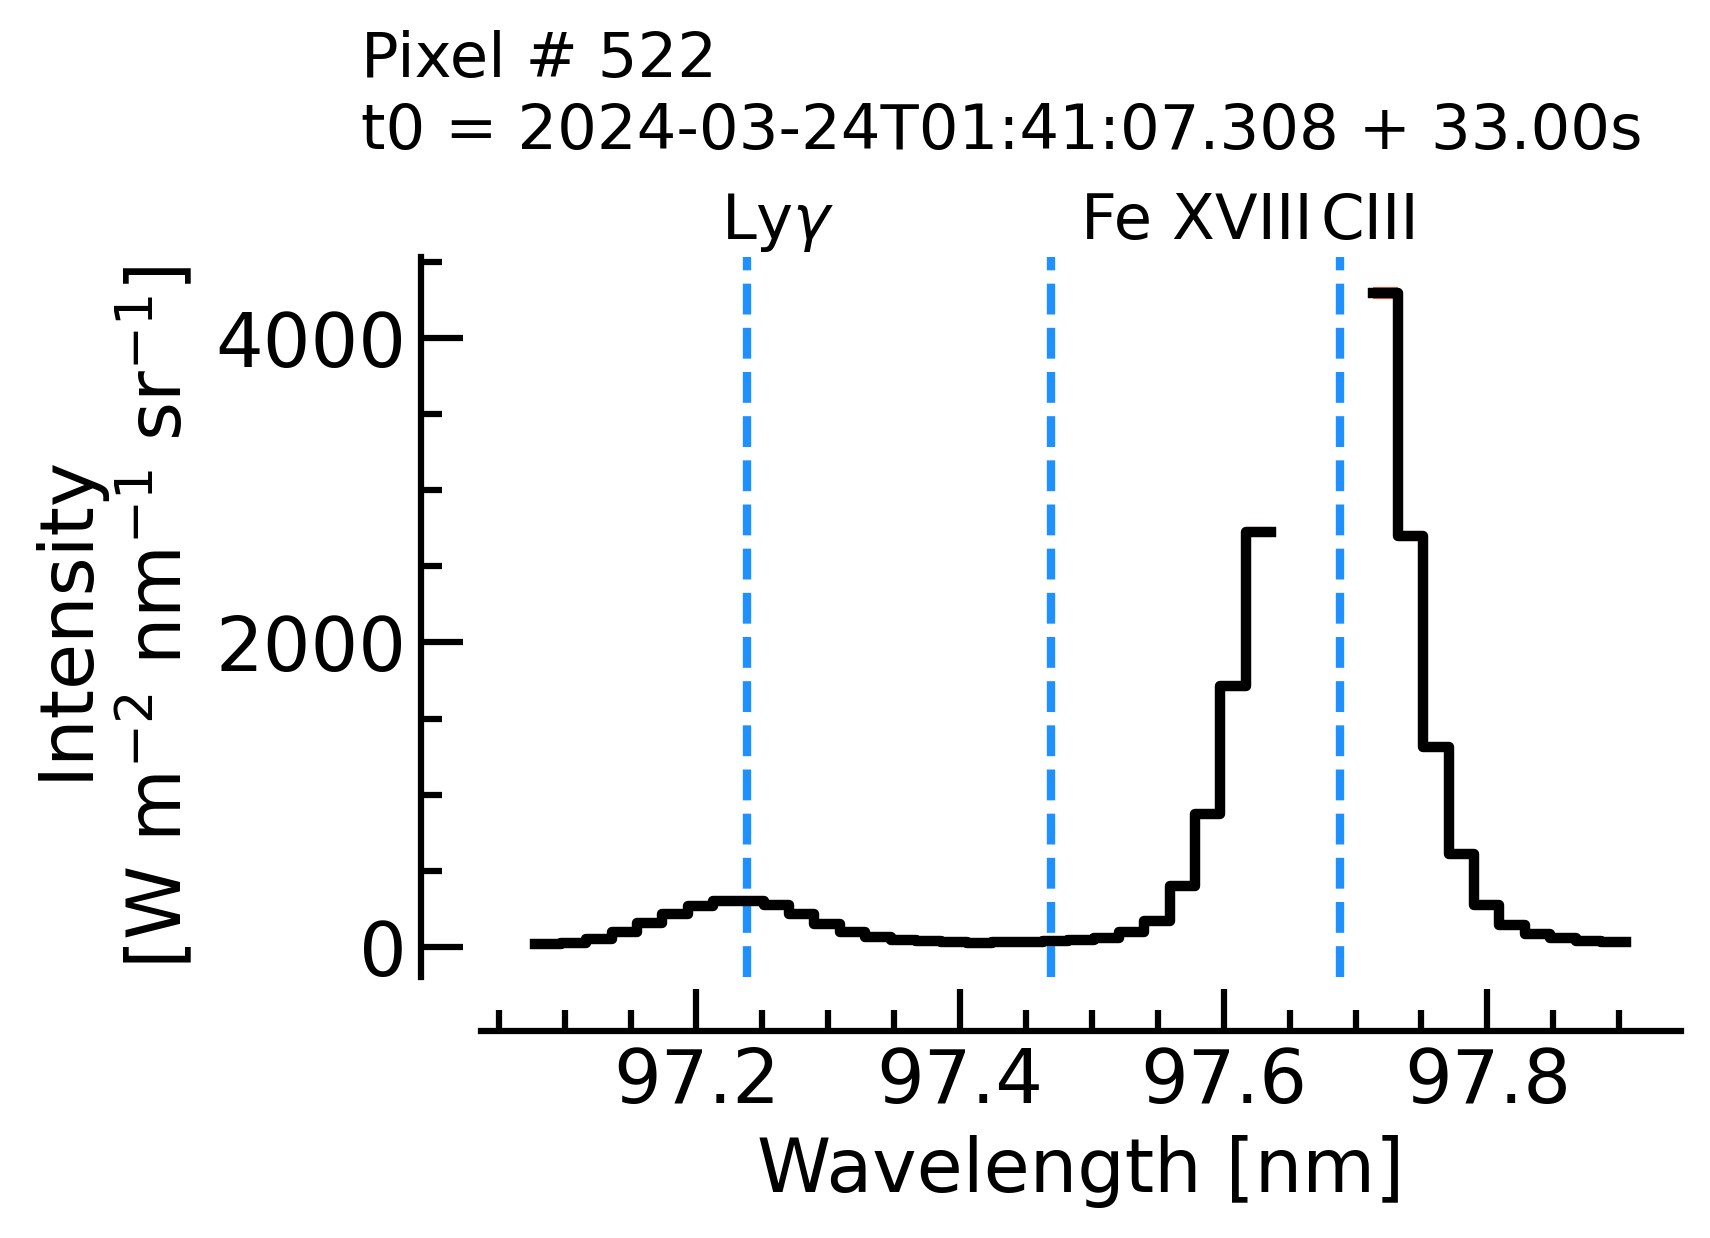 Pixel # 522
t0 = 2024-03-24T01:41:07.308 + 33.00s
Lyγ Fe XVIII CIII
Intensity
[W m⁻² nm⁻¹ sr⁻¹]
4000
2000
0
97.2 97.4 97.6 97.8
Wavelength [nm]